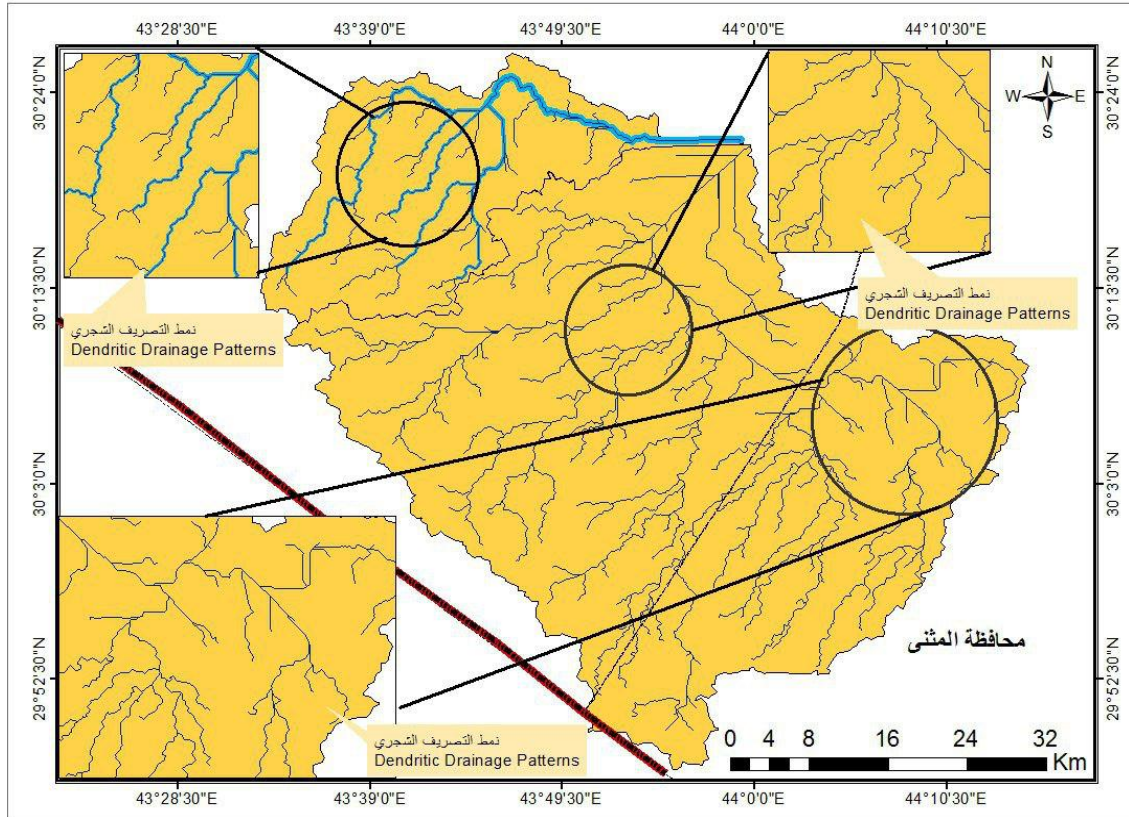 43°28'30"E 43°39'0"E 43°49'30"E 44°0'0"E 44°10'30"E
30°24'0"N
30°13'30"N
30°3'0"N
29°52'30"N
N
W E
S
30°24'0"N
30°13'30"N
30°3'0"N
29°52'30"N
نمط التصريف الشجري
Dendritic Drainage Patterns
نمط التصريف الشجري
Dendritic Drainage Patterns
محافظة المثنى
نمط التصريف الشجري
Dendritic Drainage Patterns
0 4 8 16 24 32
Km
43°28'30"E 43°39'0"E 43°49'30"E 44°0'0"E 44°10'30"E